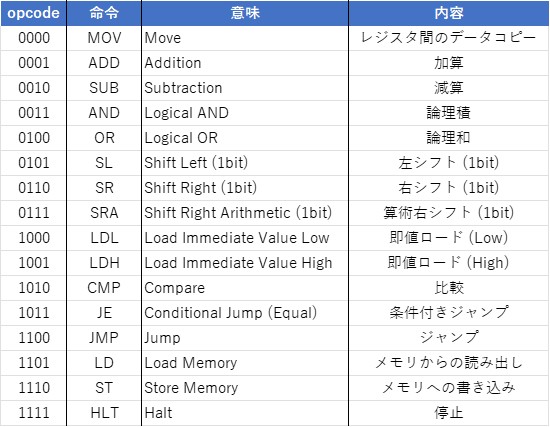 opcode 命令 意味 内容
0000 MOV Move レジスタ間のデータコピー
0001 ADD Addition 加算
0010 SUB Subtraction 減算
0011 AND Logical AND 論理積
0100 OR Logical OR 論理和
0101 SL Shift Left (1bit) 左シフト (1bit)
0110 SR Shift Right (1bit) 右シフト (1bit)
0111 SRA Shift Right Arithmetic (1bit) 算術右シフト (1bit)
1000 LDL Load Immediate Value Low 即値ロード (Low)
1001 LDH Load Immediate Value High 即値ロード (High)
1010 CMP Compare 比較
1011 JE Conditional Jump (Equal) 条件付きジャンプ
1100 JMP Jump ジャンプ
1101 LD Load Memory メモリからの読み出し
1110 ST Store Memory メモリへの書き込み
1111 HLT Halt 停止